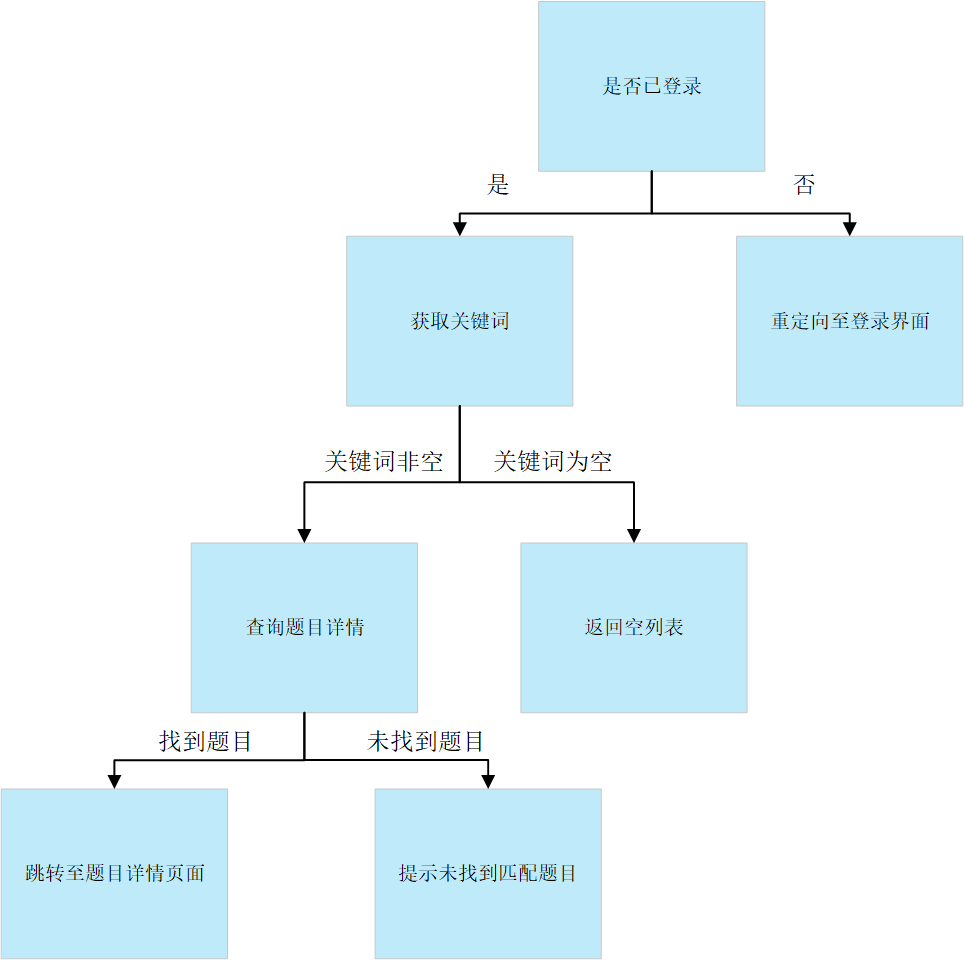 是否已登录
是
否
获取关键词
重定向至登录界面
关键词非空
关键词为空
查询题目详情
返回空列表
找到题目
未找到题目
跳转至题目详情页面
提示未找到匹配题目